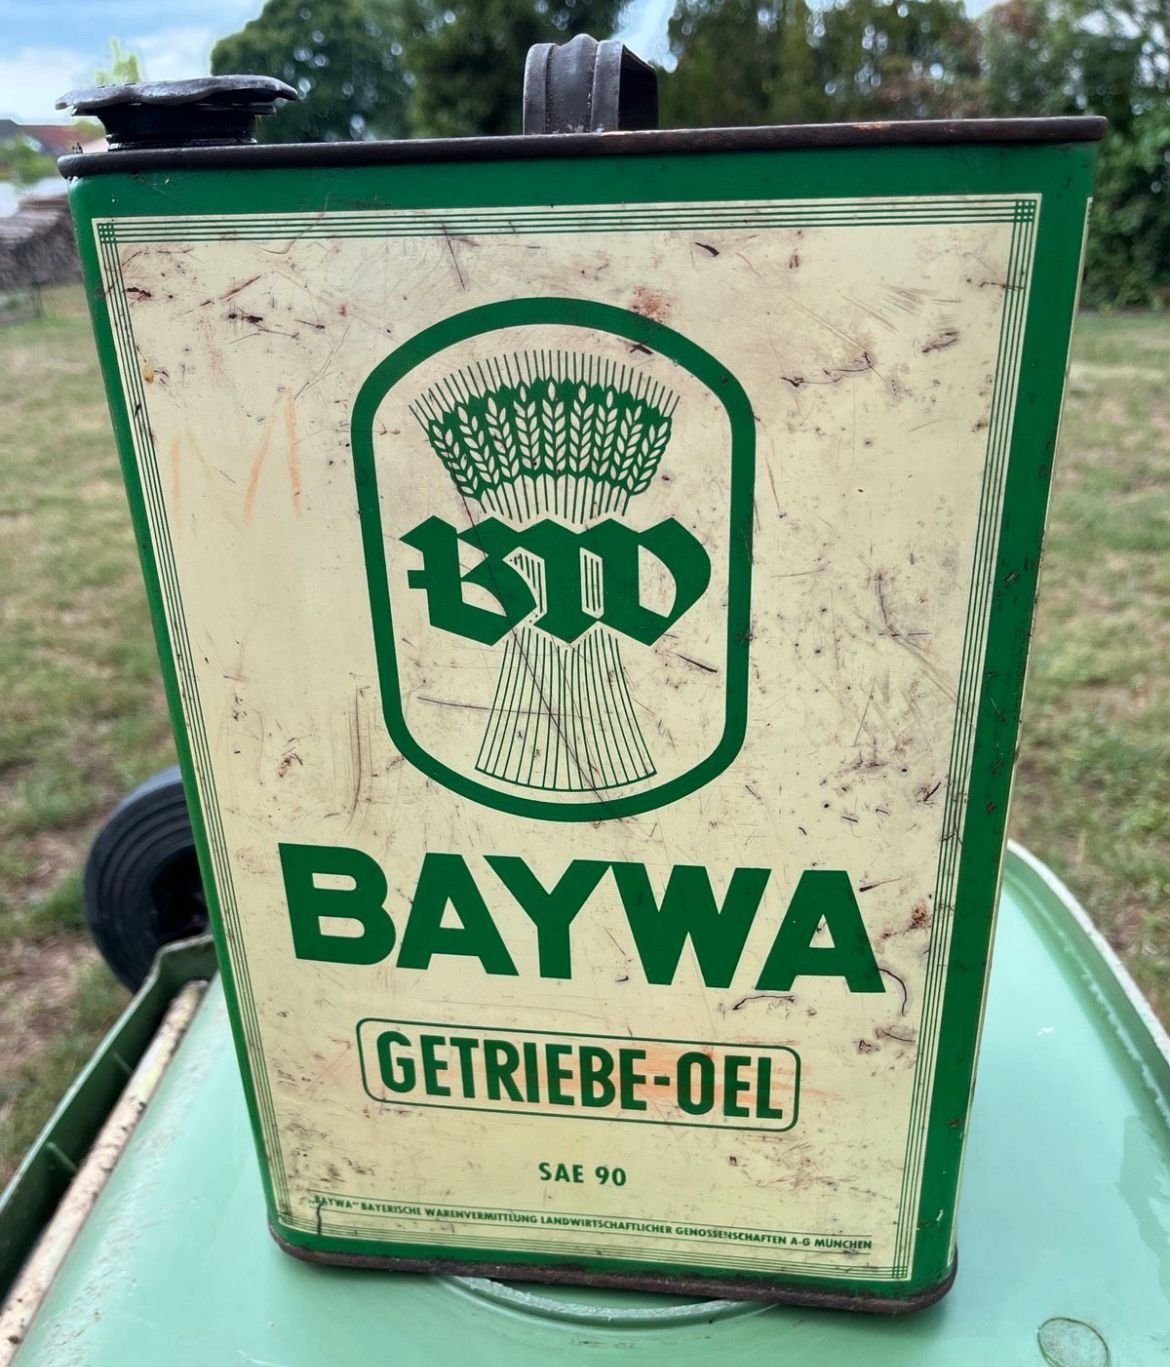 BW
BAYWA
GETRIEBE-OEL
SAE 90
„BAYWA“ BAYERISCHE WARENVERMITTLUNG LANDWIRTSCHAFTLICHER GENOSSENSCHAFTEN A-G MÜNCHEN